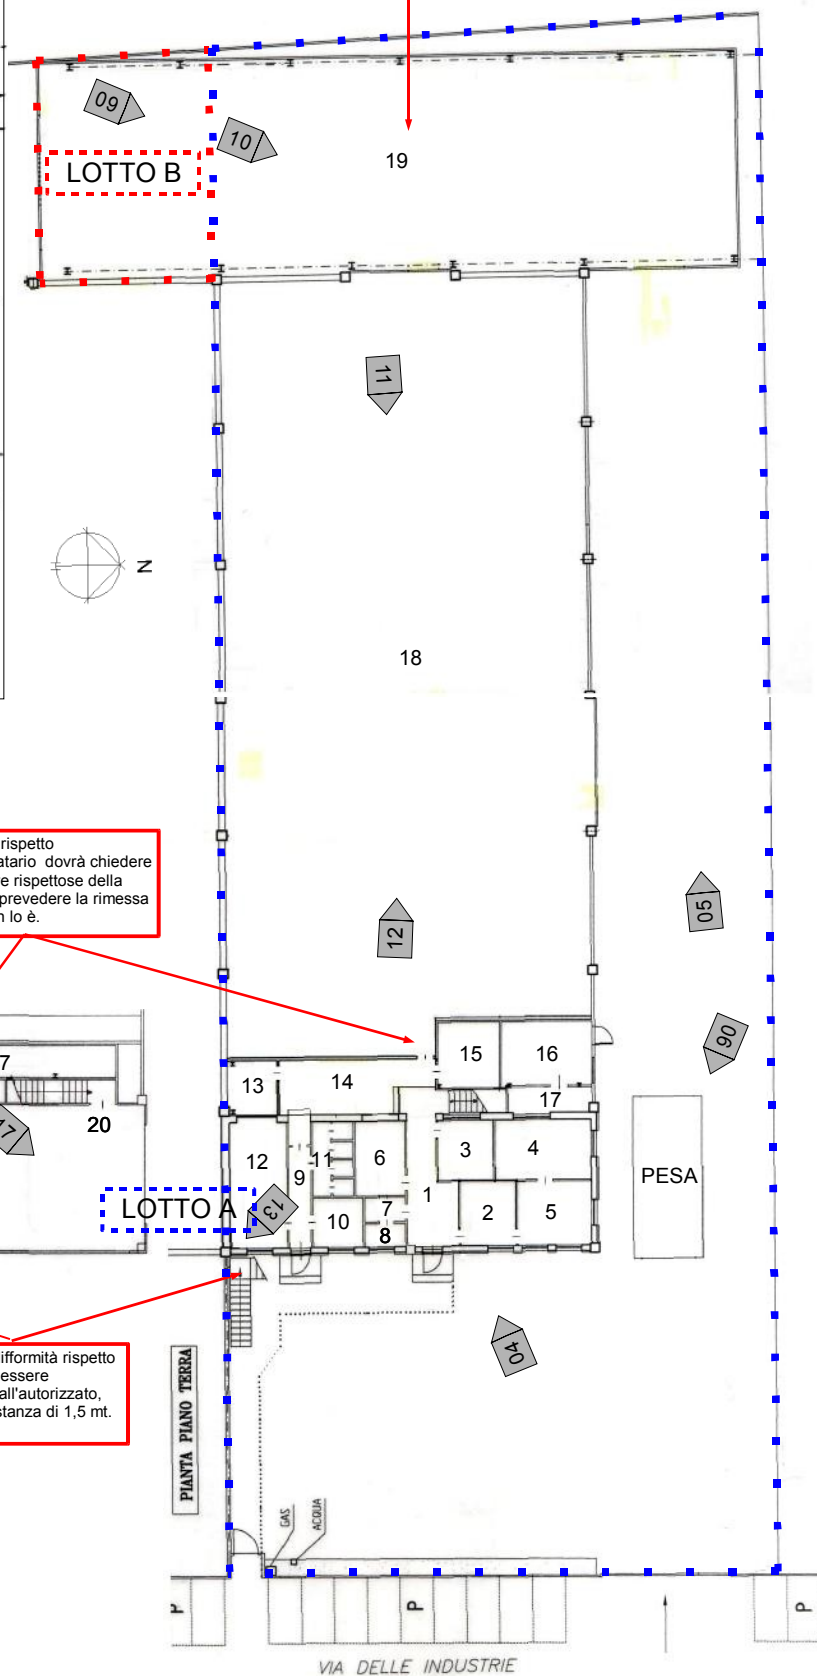 09
10
LOTTO B
19
11
N
18
rispetto
atario dovrà chiedere
e rispettose della
prevedere la rimessa
n lo è.
12
05
06
15
16
13
14
17
7
20
17
12
9
11
6
3
4
PESA
1
LOTTO A
13
10
7
8
2
5
04
ifformità rispetto
essere
all'autorizzato,
stanza di 1,5 mt.
PIANTA PIANO TERRA
GAS
ACQUA
P
P
P
VIA DELLE INDUSTRIE